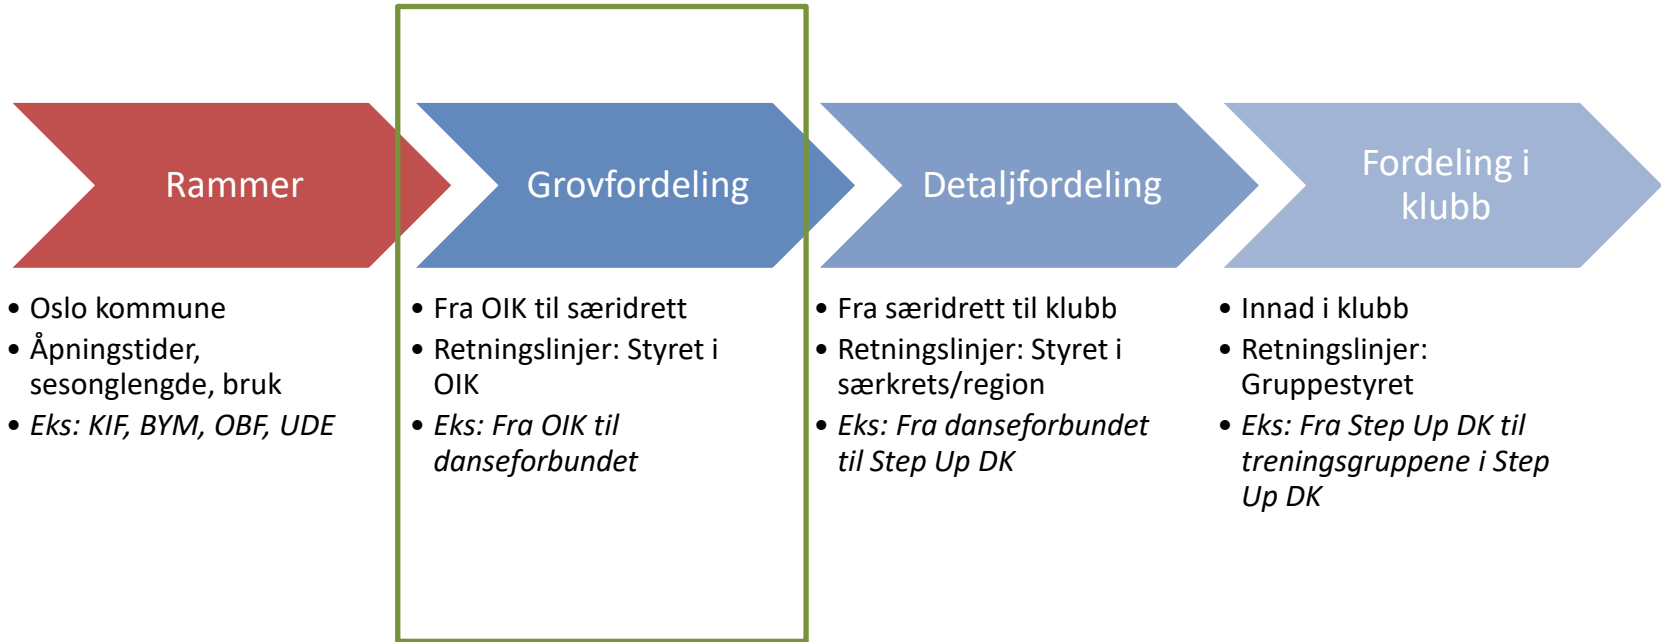 Rammer
• Oslo kommune
• Åpningstider,
sesonglengde, bruk
• Eks: KIF, BYM, OBF, UDE
Grovfordeling
• Fra OIK til særidrett
• Retningslinjer: Styret i
OIK
• Eks: Fra OIK til
danseforbundet
Detaljfordeling
• Fra særidrett til klubb
• Retningslinjer: Styret i
særkrets/region
• Eks: Fra danseforbundet
til Step Up DK
Fordeling i
klubb
• Innad i klubb
• Retningslinjer:
Gruppestyret
• Eks: Fra Step Up DK til
treningsgruppene i Step
Up DK